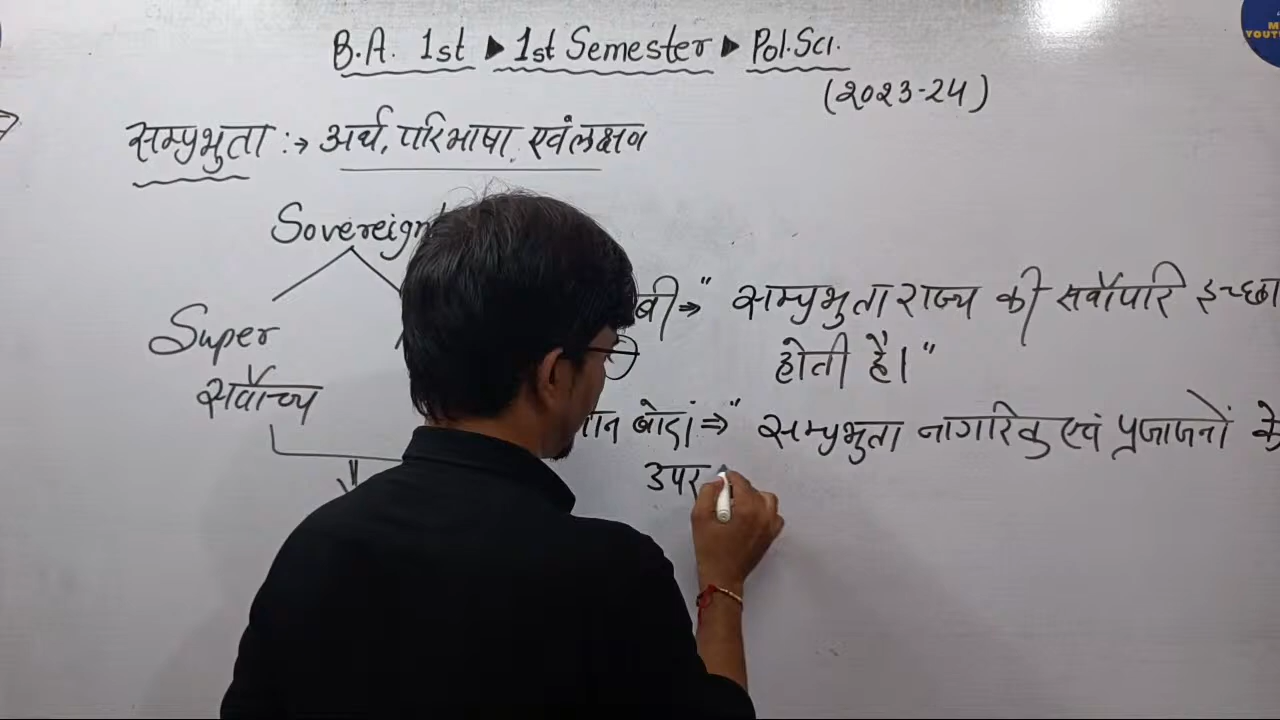 B.A. 1st ▶ 1st Semester ▶ Pol.Sci.
(2023-24)
सम्प्रभुता :→ अर्थ, परिभाषा एवं लक्षण
Super
सर्वोच्च
बी→" सम्प्रभुता राज्य की सर्वोपरि इच्छा
होती है।"
बोदां⇒" सम्प्रभुता नागरिक एवं प्रजाजनों के
उपर